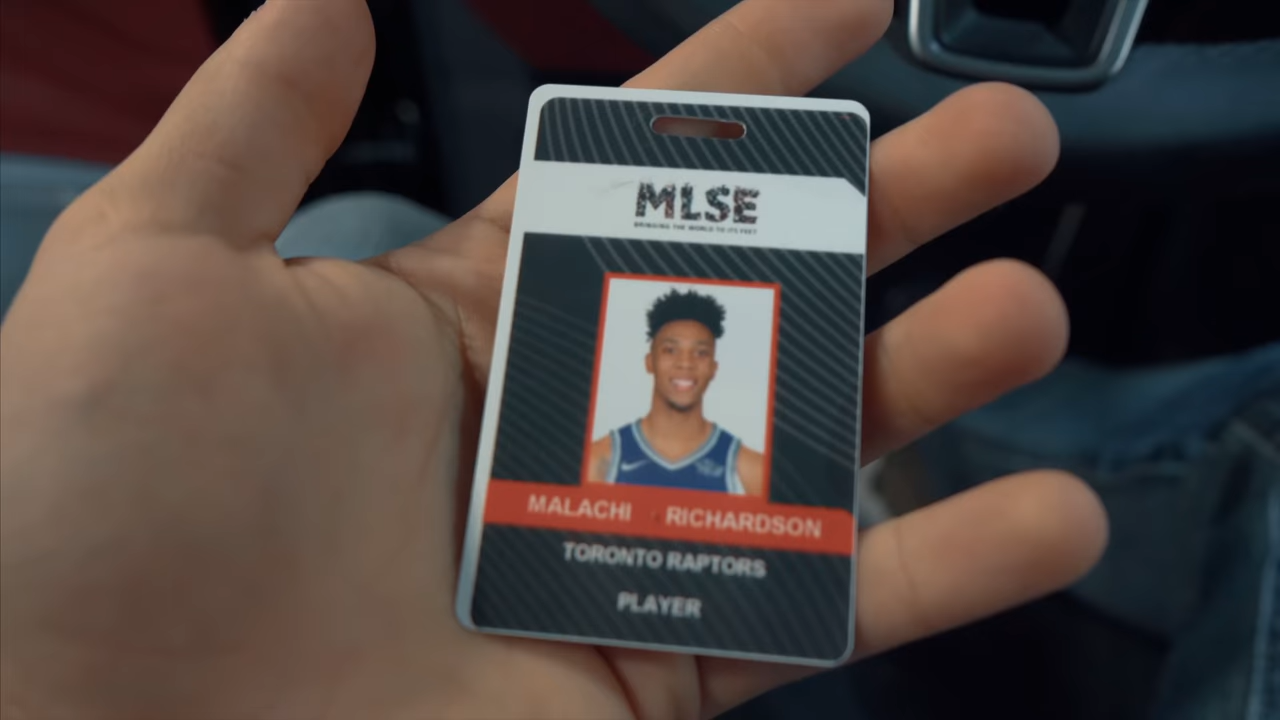 MLSE
BRINGING THE WORLD TO ITS FEET
MALACHI RICHARDSON
TORONTO RAPTORS
PLAYER